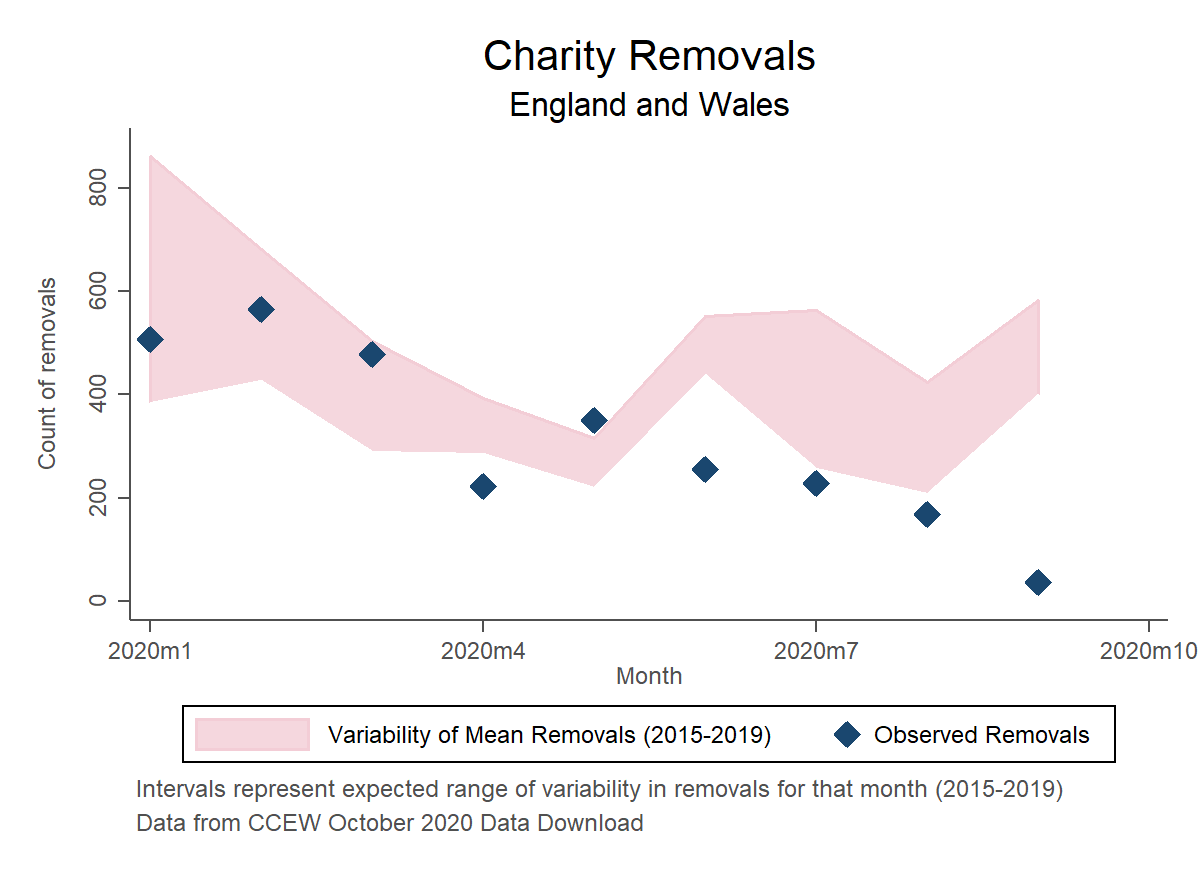 Charity Removals
England and Wales
Count of removals
800
600
400
200
0
2020m1 2020m4 2020m7 2020m10
Month
Variability of Mean Removals (2015-2019) Observed Removals
Intervals represent expected range of variability in removals for that month (2015-2019)
Data from CCEW October 2020 Data Download